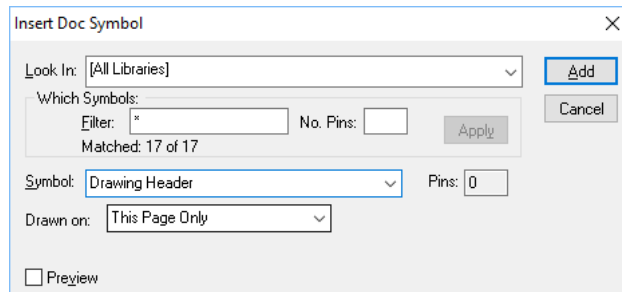 Insert Doc Symbol
Look In: [All Libraries] Add
Which Symbols: Cancel
Filter: * No. Pins: Apply
Matched: 17 of 17
Symbol: Drawing Header Pins: 0
Drawn on: This Page Only
Preview